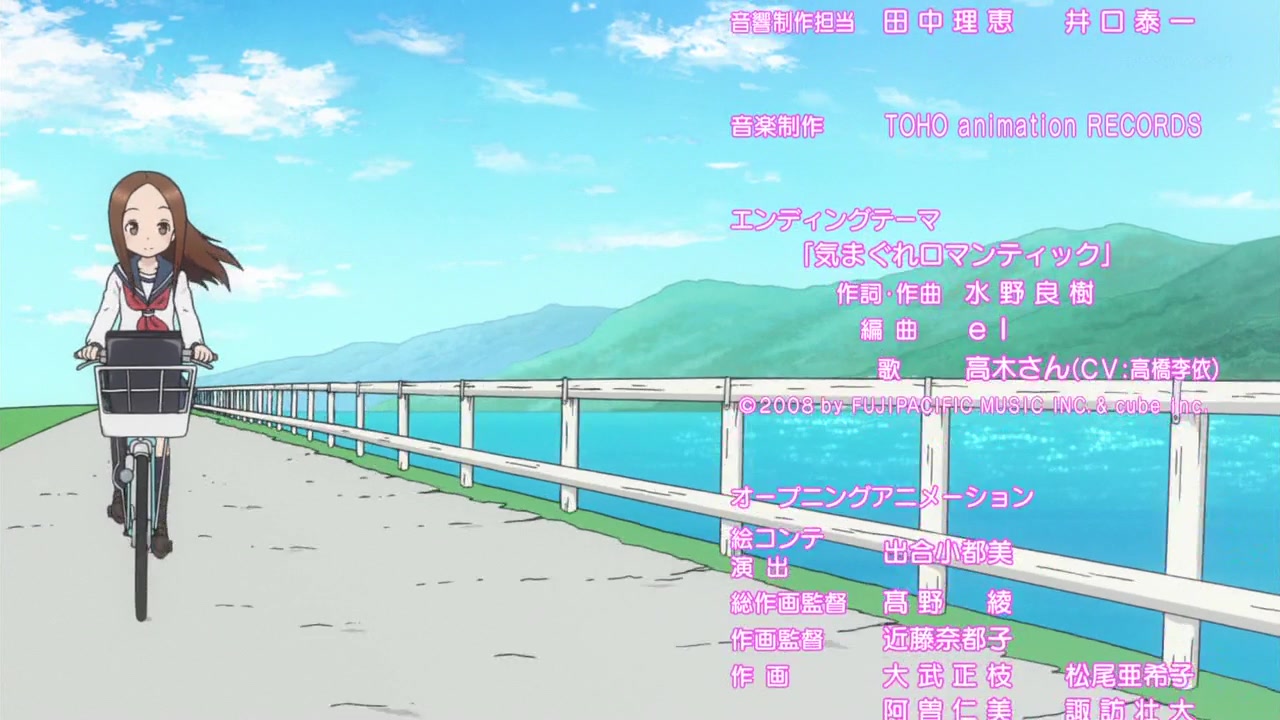 音響制作担当 田中理恵 井口泰一
音楽制作 TOHO animation RECORDS
エンディングテーマ
「気まぐれロマンティック」
作詞・作曲 水野良樹
編曲 eI
歌 高木さん(CV:高橋李依)
©2008 by FUJIPACIFIC MUSIC INC. & cube Inc.
オープニングアニメーション
絵コンテ
演出 出合小都美
総作画監督 髙野 綾
作画監督 近藤奈都子
作画 大武正枝 松尾亜希子
阿曽仁美 諏訪壮大